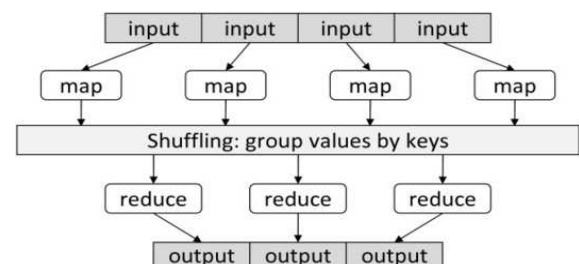 input input input input
map map map map
Shuffling: group values by keys
reduce reduce reduce
output output output